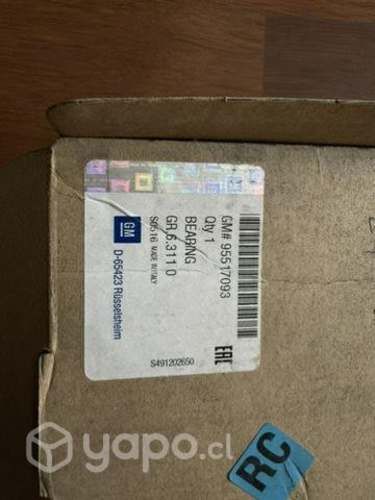 GM# 95517093
Qty 1
BEARING
GR,6.311 0
S0516 MADE IN ITALY
GM
D-65423 Rüsselsheim
S491202650
EAC
RC
yapo.cl